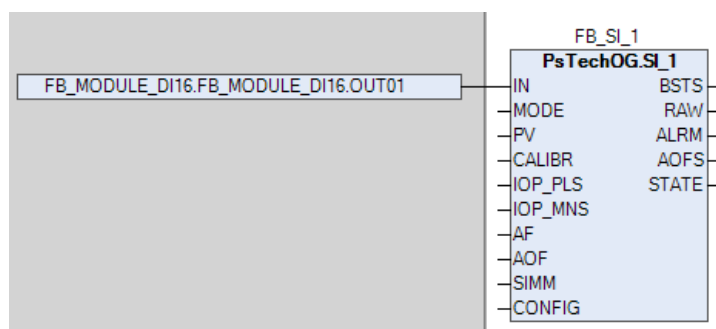 FB_SI_1
PsTechOG.SI_1
FB_MODULE_DI16.FB_MODULE_DI16.OUT01
IN BSTS
MODE RAW
PV ALRM
CALIBR AOFS
IOP_PLS STATE
IOP_MNS
AF
AOF
SIMM
CONFIG